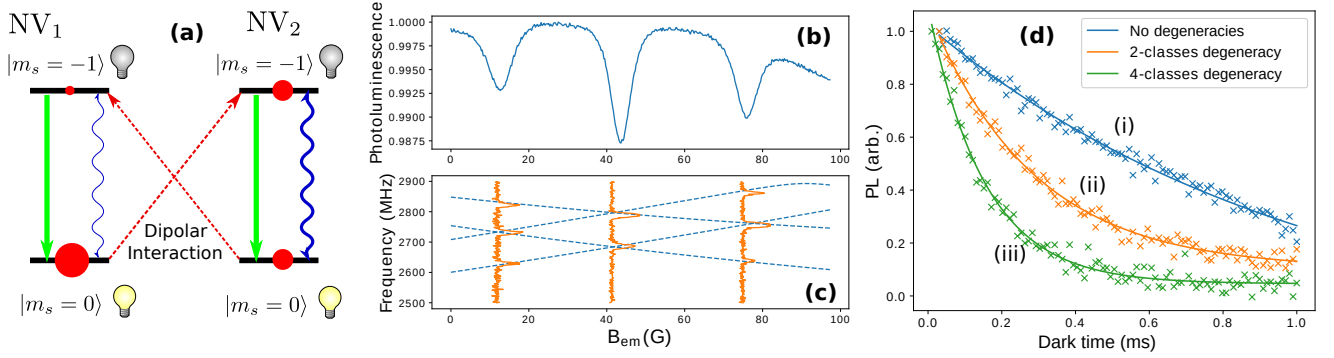 NV₁
(a)
NV₂
|mₛ = −1⟩
|mₛ = −1⟩
Dipolar
Interaction
|mₛ = 0⟩
|mₛ = 0⟩
Photoluminescence
1.0000
0.9975
0.9950
0.9925
0.9900
0.9875
(b)
0 20 40 60 80 100
Frequency (MHz)
2900
2800
2700
2600
2500
(c)
0 20 40 60 80 100
B_em(G)
PL (arb.)
1.0
0.8
0.6
0.4
0.2
0.0
(d)
No degeneracies
2-classes degeneracy
4-classes degeneracy
(i)
(ii)
(iii)
0.0 0.2 0.4 0.6 0.8 1.0
Dark time (ms)